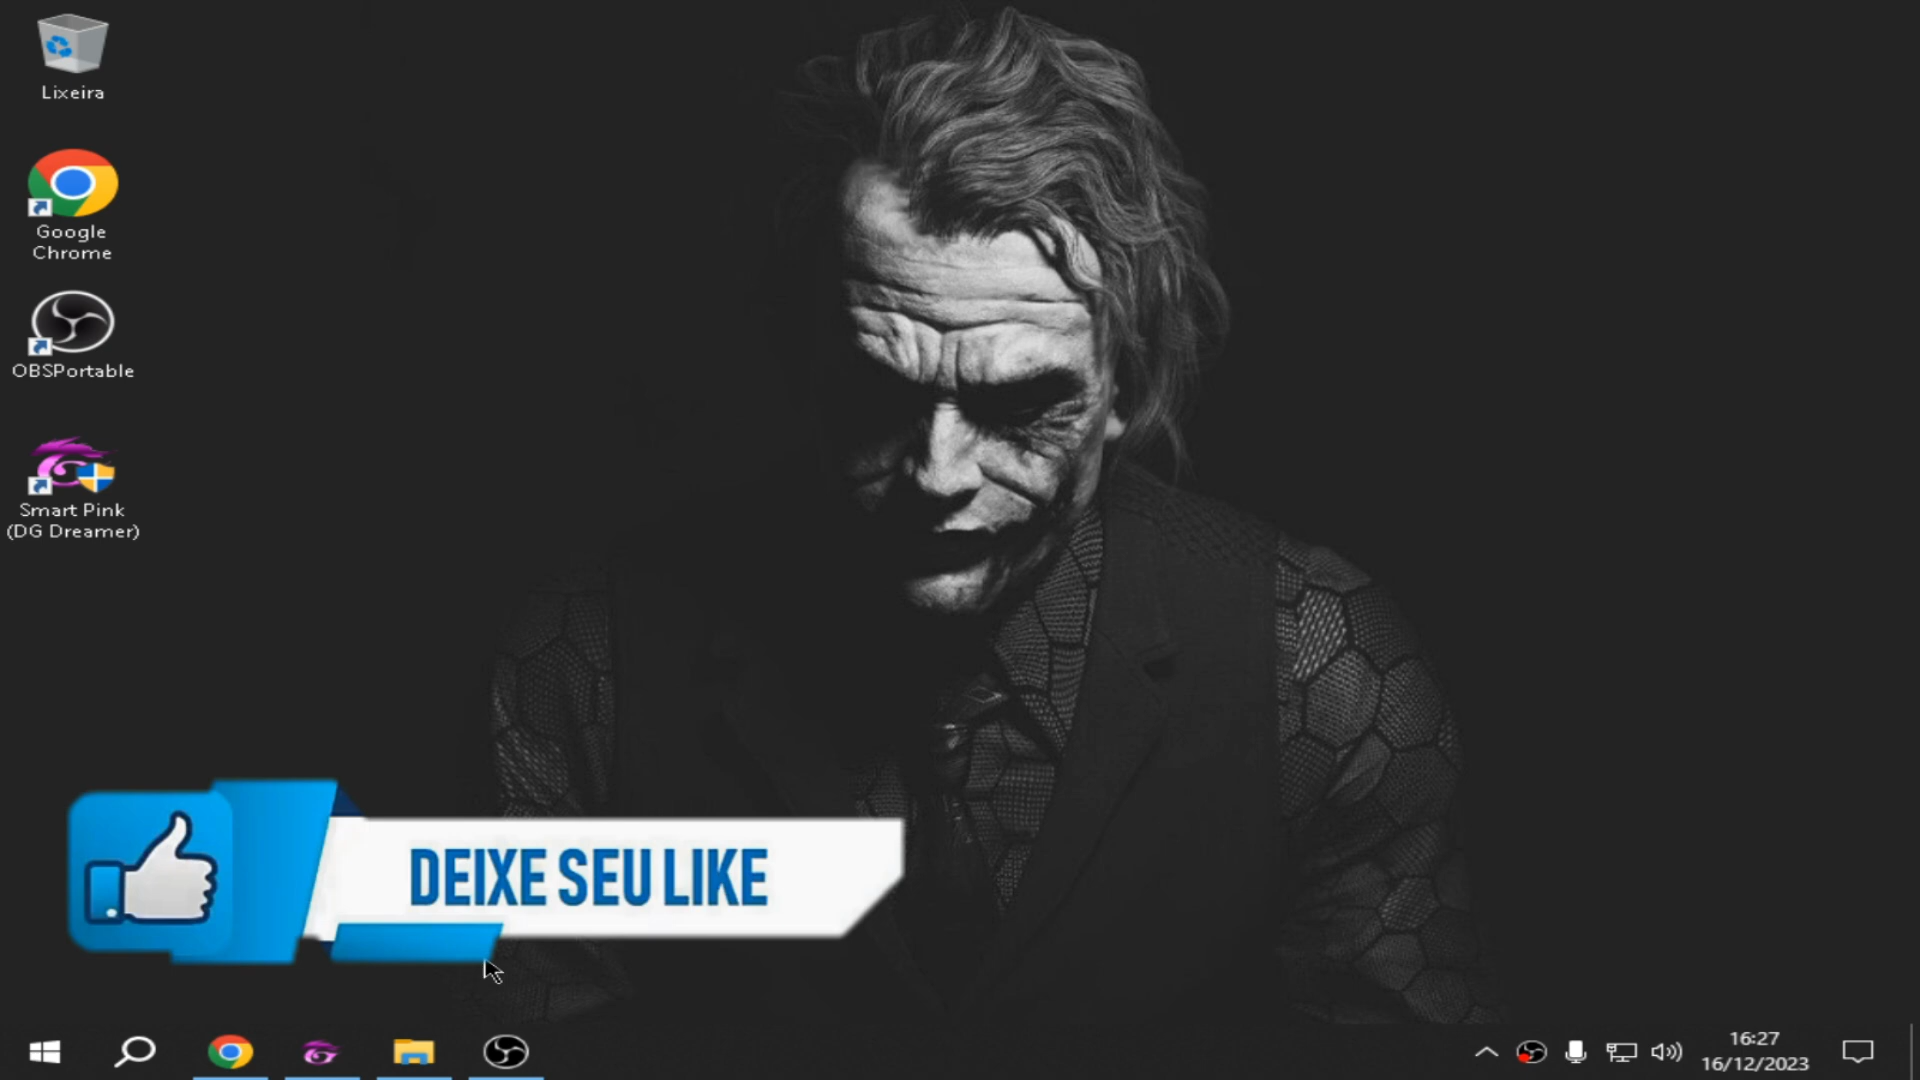 Lixeira
Google
Chrome
OBSPortable
Smart Pink
(DG Dreamer)
DEIXE SEU LIKE
16:27
16/12/2023